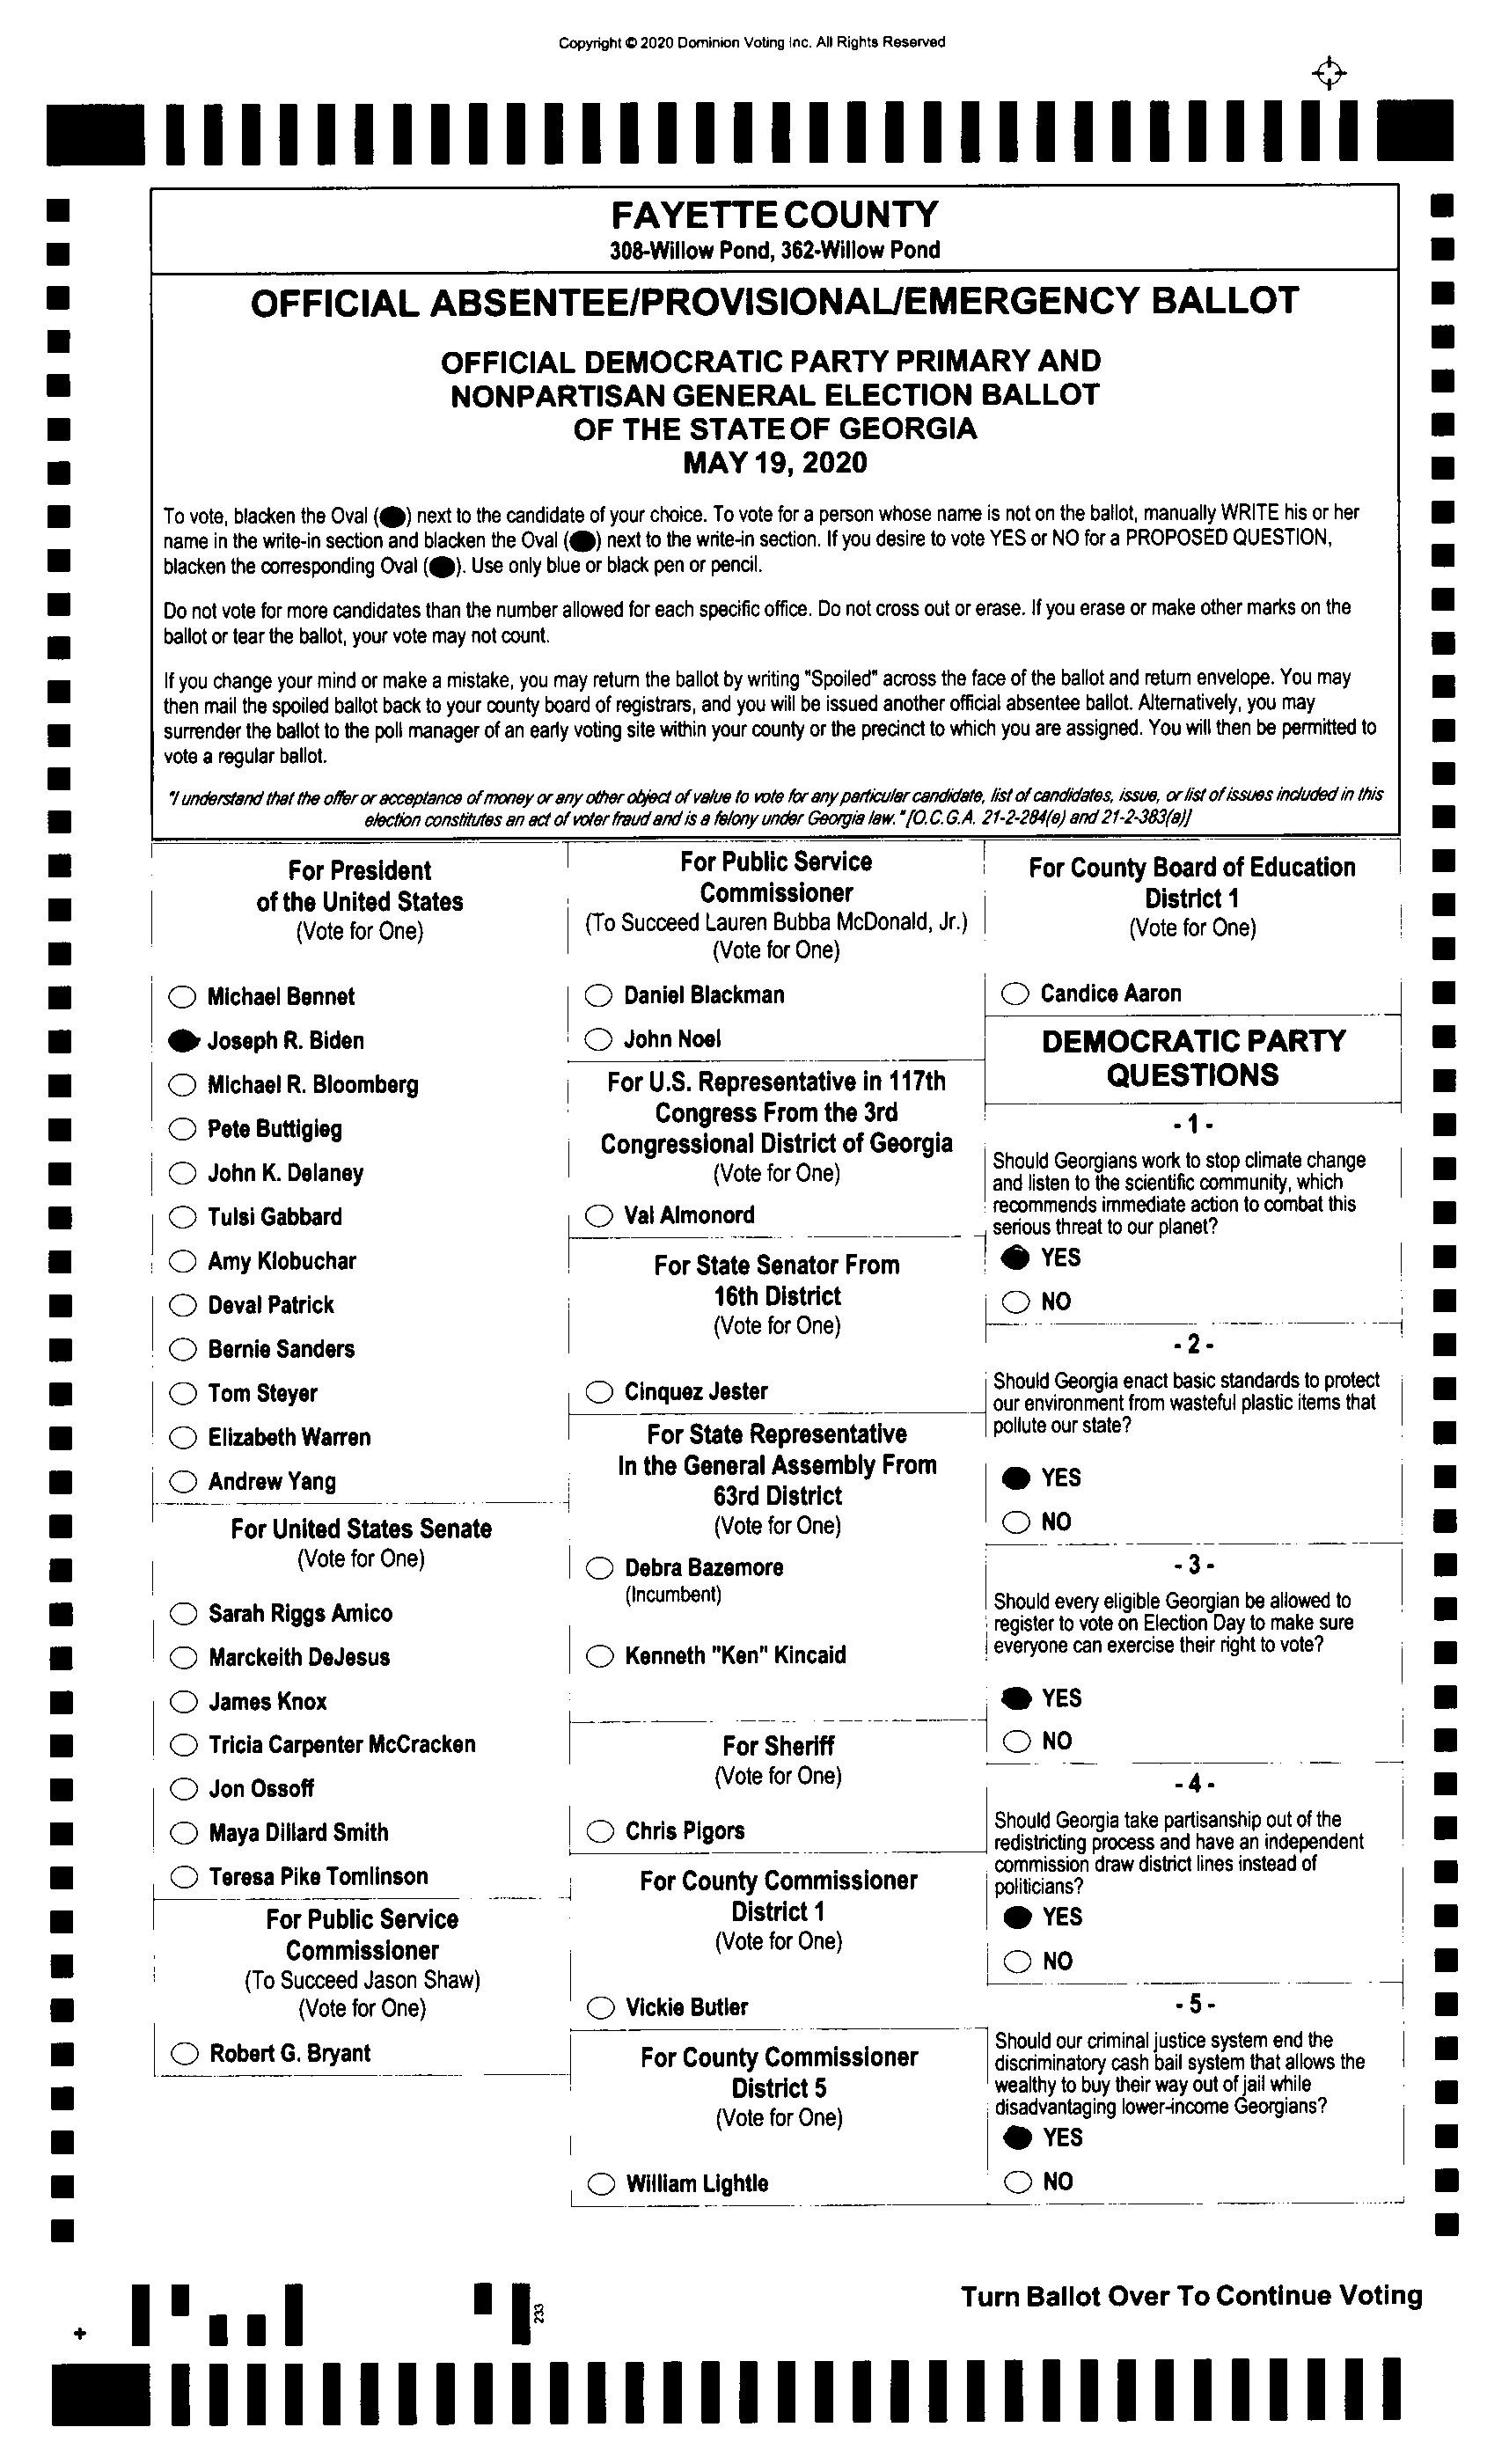 Copyright © 2020 Dominion Voting Inc. All Rights Reserved
FAYETTE COUNTY
308-Willow Pond, 362-Willow Pond
OFFICIAL ABSENTEE/PROVISIONAL/EMERGENCY BALLOT
OFFICIAL DEMOCRATIC PARTY PRIMARY AND
NONPARTISAN GENERAL ELECTION BALLOT
OF THE STATE OF GEORGIA
MAY 19, 2020
To vote, blacken the Oval ( ) next to the candidate of your choice. To vote for a person whose name is not on the ballot, manually WRITE his or her
name in the write-in section and blacken the Oval ( ) next to the write-in section. If you desire to vote YES or NO for a PROPOSED QUESTION,
blacken the corresponding Oval ( ). Use only blue or black pen or pencil.
Do not vote for more candidates than the number allowed for each specific office. Do not cross out or erase. If you erase or make other marks on the
ballot or tear the ballot, your vote may not count.
If you change your mind or make a mistake, you may return the ballot by writing "Spoiled" across the face of the ballot and return envelope. You may
then mail the spoiled ballot back to your county board of registrars, and you will be issued another official absentee ballot. Alternatively, you may
surrender the ballot to the poll manager of an early voting site within your county or the precinct to which you are assigned. You will then be permitted to
vote a regular ballot.
"I understand that the offer or acceptance of money or any other object of value to vote for any particular candidate, list of candidates, issue, or list of issues included in this
election constitutes an act of voter fraud and is a felony under Georgia law." [O.C.G.A. 21-2-284(e) and 21-2-383(a)]
For President
of the United States
(Vote for One)
Michael Bennet
Joseph R. Biden
Michael R. Bloomberg
Pete Buttigieg
John K. Delaney
Tulsi Gabbard
Amy Klobuchar
Deval Patrick
Bernie Sanders
Tom Steyer
Elizabeth Warren
Andrew Yang
For United States Senate
(Vote for One)
Sarah Riggs Amico
Marckeith DeJesus
James Knox
Tricia Carpenter McCracken
Jon Ossoff
Maya Dillard Smith
Teresa Pike Tomlinson
For Public Service
Commissioner
(To Succeed Jason Shaw)
(Vote for One)
Robert G. Bryant
For Public Service
Commissioner
(To Succeed Lauren Bubba McDonald, Jr.)
(Vote for One)
Daniel Blackman
John Noel
For U.S. Representative in 117th
Congress From the 3rd
Congressional District of Georgia
(Vote for One)
Val Almonord
For State Senator From
16th District
(Vote for One)
Cinquez Jester
For State Representative
In the General Assembly From
63rd District
(Vote for One)
Debra Bazemore
(Incumbent)
Kenneth "Ken" Kincaid
For Sheriff
(Vote for One)
Chris Pigors
For County Commissioner
District 1
(Vote for One)
Vickie Butler
For County Commissioner
District 5
(Vote for One)
William Lightle
For County Board of Education
District 1
(Vote for One)
Candice Aaron
DEMOCRATIC PARTY
QUESTIONS
- 1 -
Should Georgians work to stop climate change
and listen to the scientific community, which
recommends immediate action to combat this
serious threat to our planet?
YES
NO
- 2 -
Should Georgia enact basic standards to protect
our environment from wasteful plastic items that
pollute our state?
YES
NO
- 3 -
Should every eligible Georgian be allowed to
register to vote on Election Day to make sure
everyone can exercise their right to vote?
YES
NO
- 4 -
Should Georgia take partisanship out of the
redistricting process and have an independent
commission draw district lines instead of
politicians?
YES
NO
- 5 -
Should our criminal justice system end the
discriminatory cash bail system that allows the
wealthy to buy their way out of jail while
disadvantaging lower-income Georgians?
YES
NO
Turn Ballot Over To Continue Voting
233